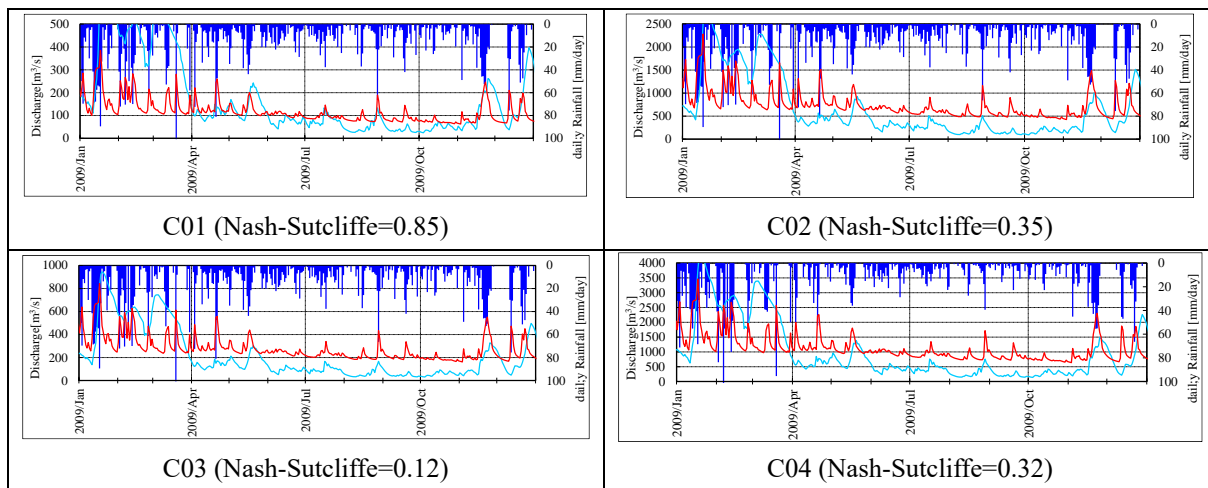 500
400
300
200
100
0
Discharge[m³/s]
0
20
40
60
80
100
dail;y Rainfall [mm/day]
2009/Jan
2009/Apr
2009/Jul
2009/Oct
C01 (Nash-Sutcliffe=0.85)
2500
2000
1500
1000
500
0
Discharge[m³/s]
0
20
40
60
80
100
dail;y Rainfall [mm/day]
2009/Jan
2009/Apr
2009/Jul
2009/Oct
C02 (Nash-Sutcliffe=0.35)
1000
800
600
400
200
0
Discharge[m³/s]
0
20
40
60
80
100
dail;y Rainfall [mm/day]
2009/Jan
2009/Apr
2009/Jul
2009/Oct
C03 (Nash-Sutcliffe=0.12)
4000
3500
3000
2500
2000
1500
1000
500
0
Discharge[m³/s]
0
20
40
60
80
100
dail;y Rainfall [mm/day]
2009/Jan
2009/Apr
2009/Jul
2009/Oct
C04 (Nash-Sutcliffe=0.32)